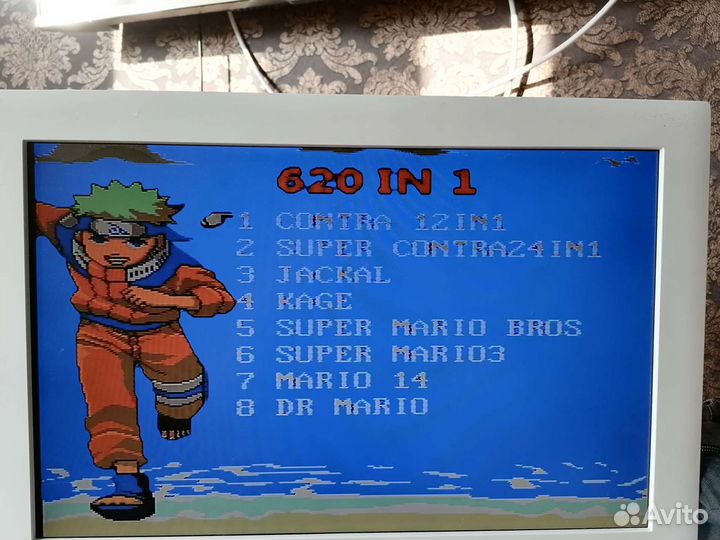 620 IN 1
1 CONTRA 12IN1
2 SUPER CONTRA24IN1
3 JACKAL
4 KAGE
5 SUPER MARIO BROS
6 SUPER MARIO3
7 MARIO 14
8 DR MARIO
Avito